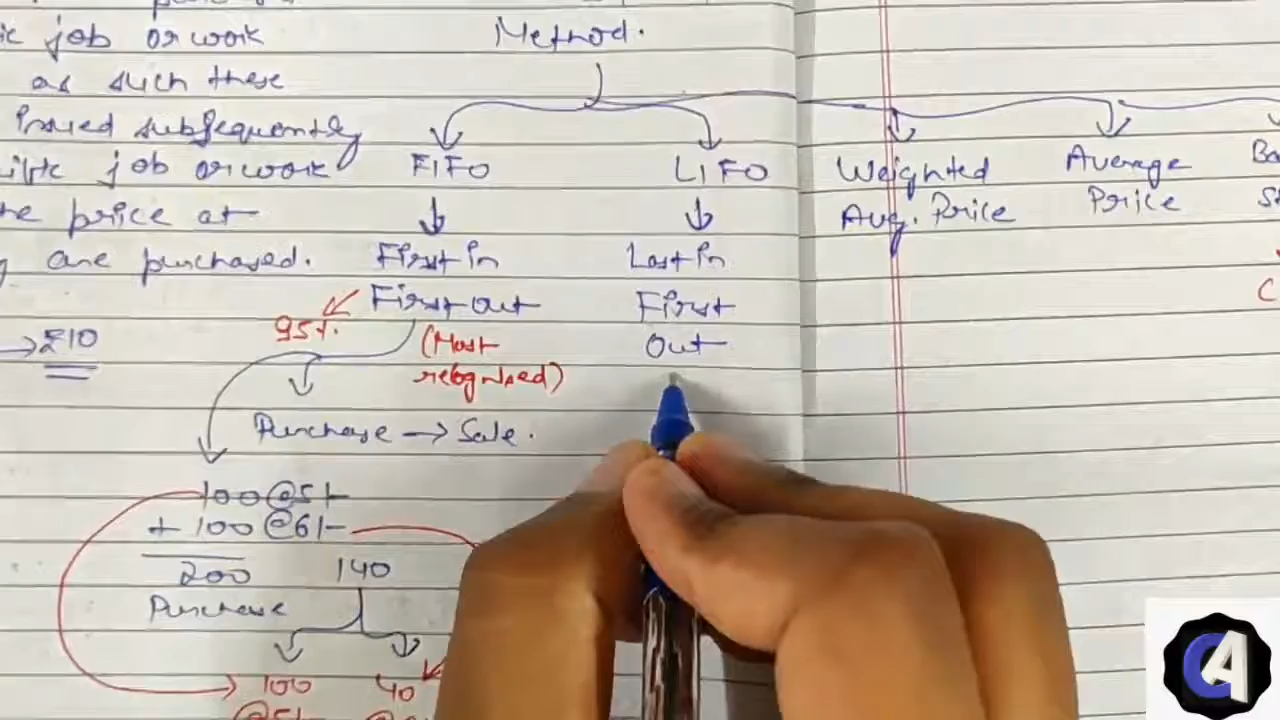 job or work
as such these
Issued subsequently
job or work
price at
are purchased.
→ ₹10
Method.
FIFO
First in
First out
95%.
(Most
recognised)
Purchase → Sale.
100 @5/-
+ 100 @6/-
200 140
Purchase
100 40
@5/-
LIFO
Last in
First
Out
Weighted
Avg. Price
Average
Price
CA